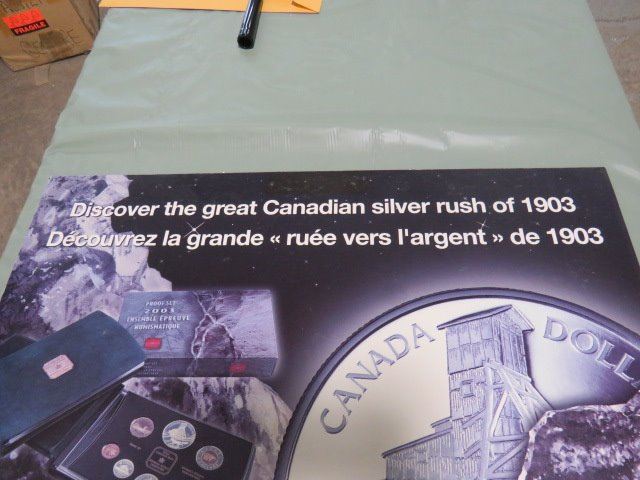 FRAGILE
Discover the great Canadian silver rush of 1903
Découvrez la grande « ruée vers l'argent » de 1903
PROOF SET
2003
ENSEMBLE ÉPREUVE
NUMISMATIQUE
CANADA DOLL